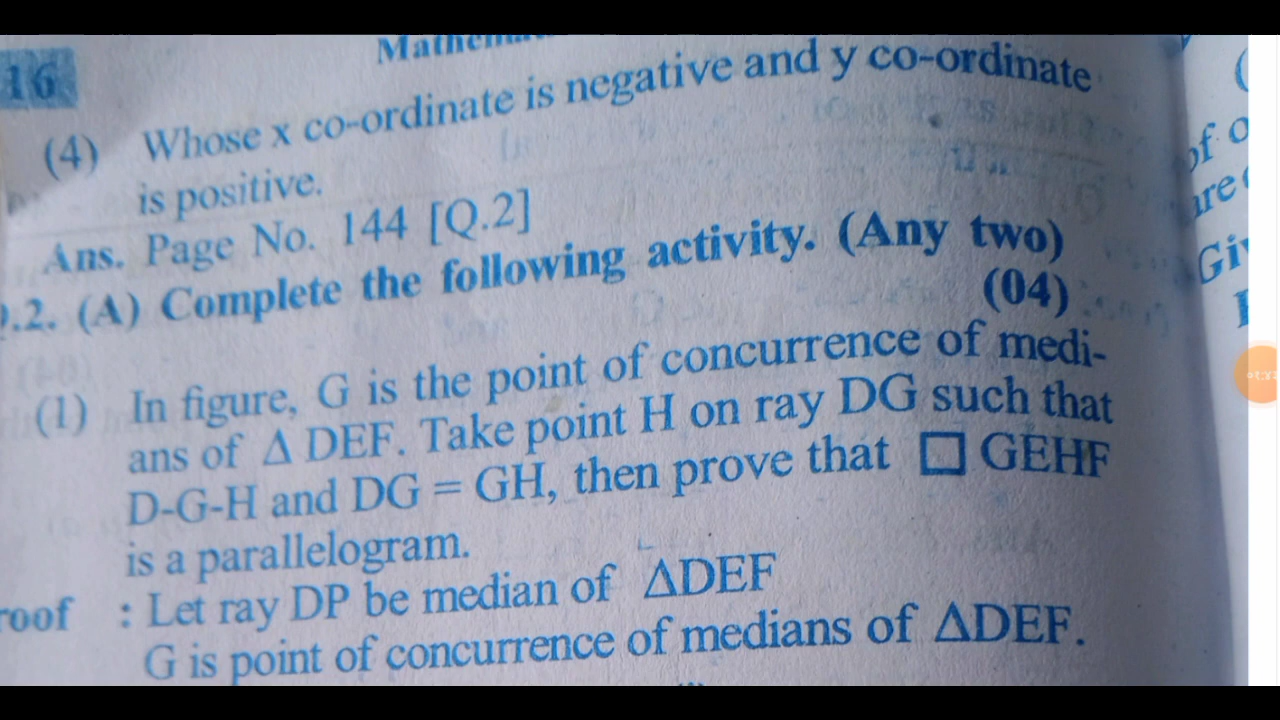 16
(4) Whose x co-ordinate is negative and y co-ordinate
is positive.
Ans. Page No. 144 [Q.2]
.2. (A) Complete the following activity. (Any two)
(04)
(1) In figure, G is the point of concurrence of medi-
ans of Δ DEF. Take point H on ray DG such that
D-G-H and DG = GH, then prove that □ GEHF
is a parallelogram.
roof : Let ray DP be median of ΔDEF
G is point of concurrence of medians of ΔDEF.
of o
are
Giv